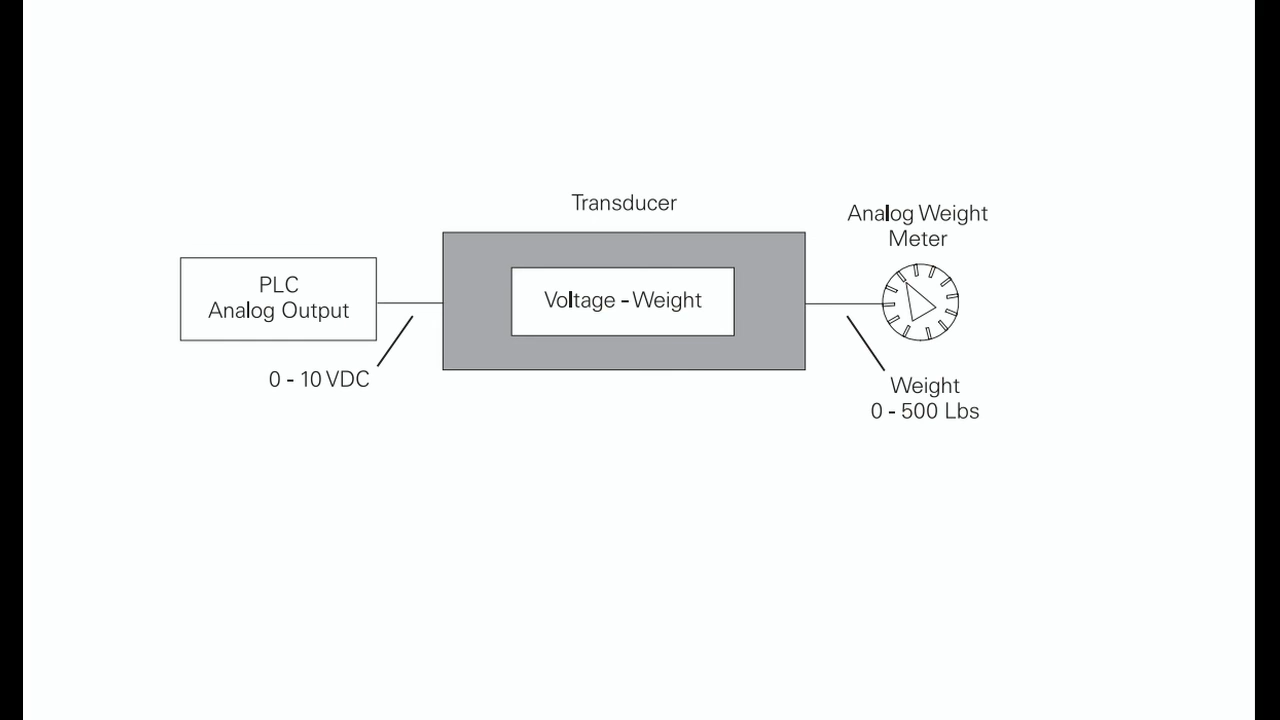 Transducer
Analog Weight
Meter
PLC
Analog Output
Voltage - Weight
0 - 10 VDC
Weight
0 - 500 Lbs